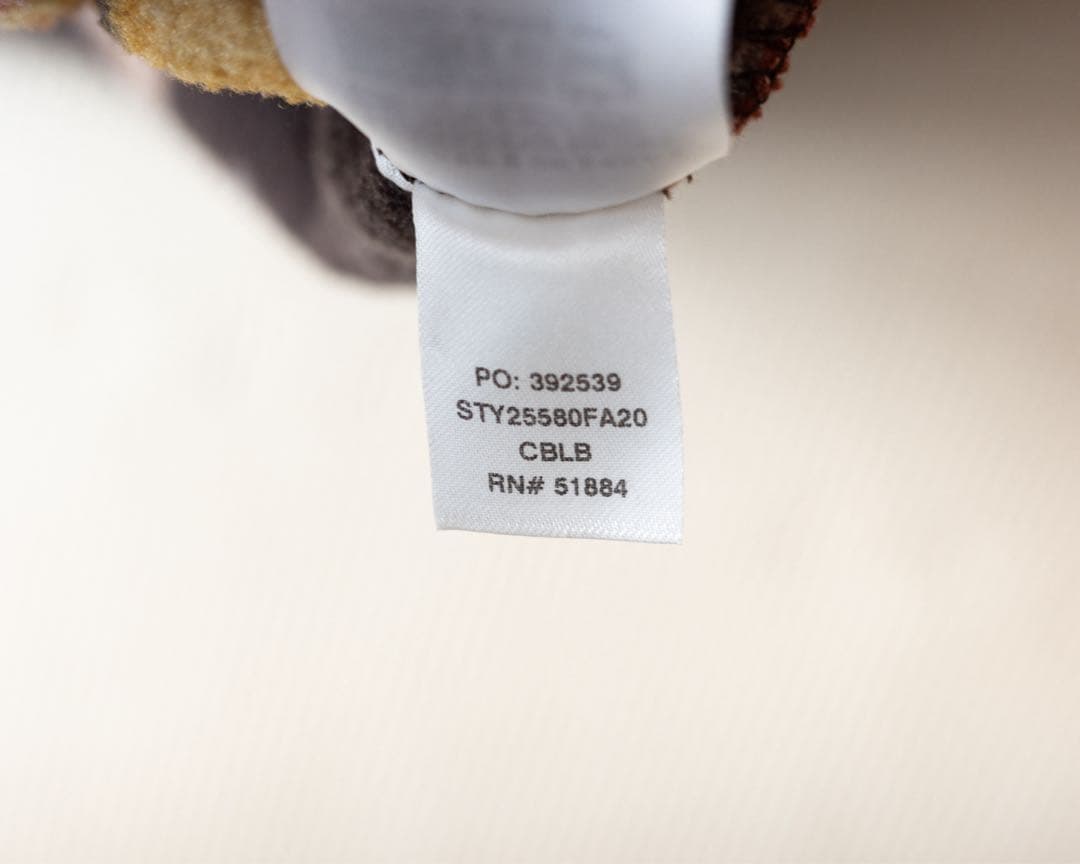 PO: 392539
STY25580FA20
CBLB
RN# 51884